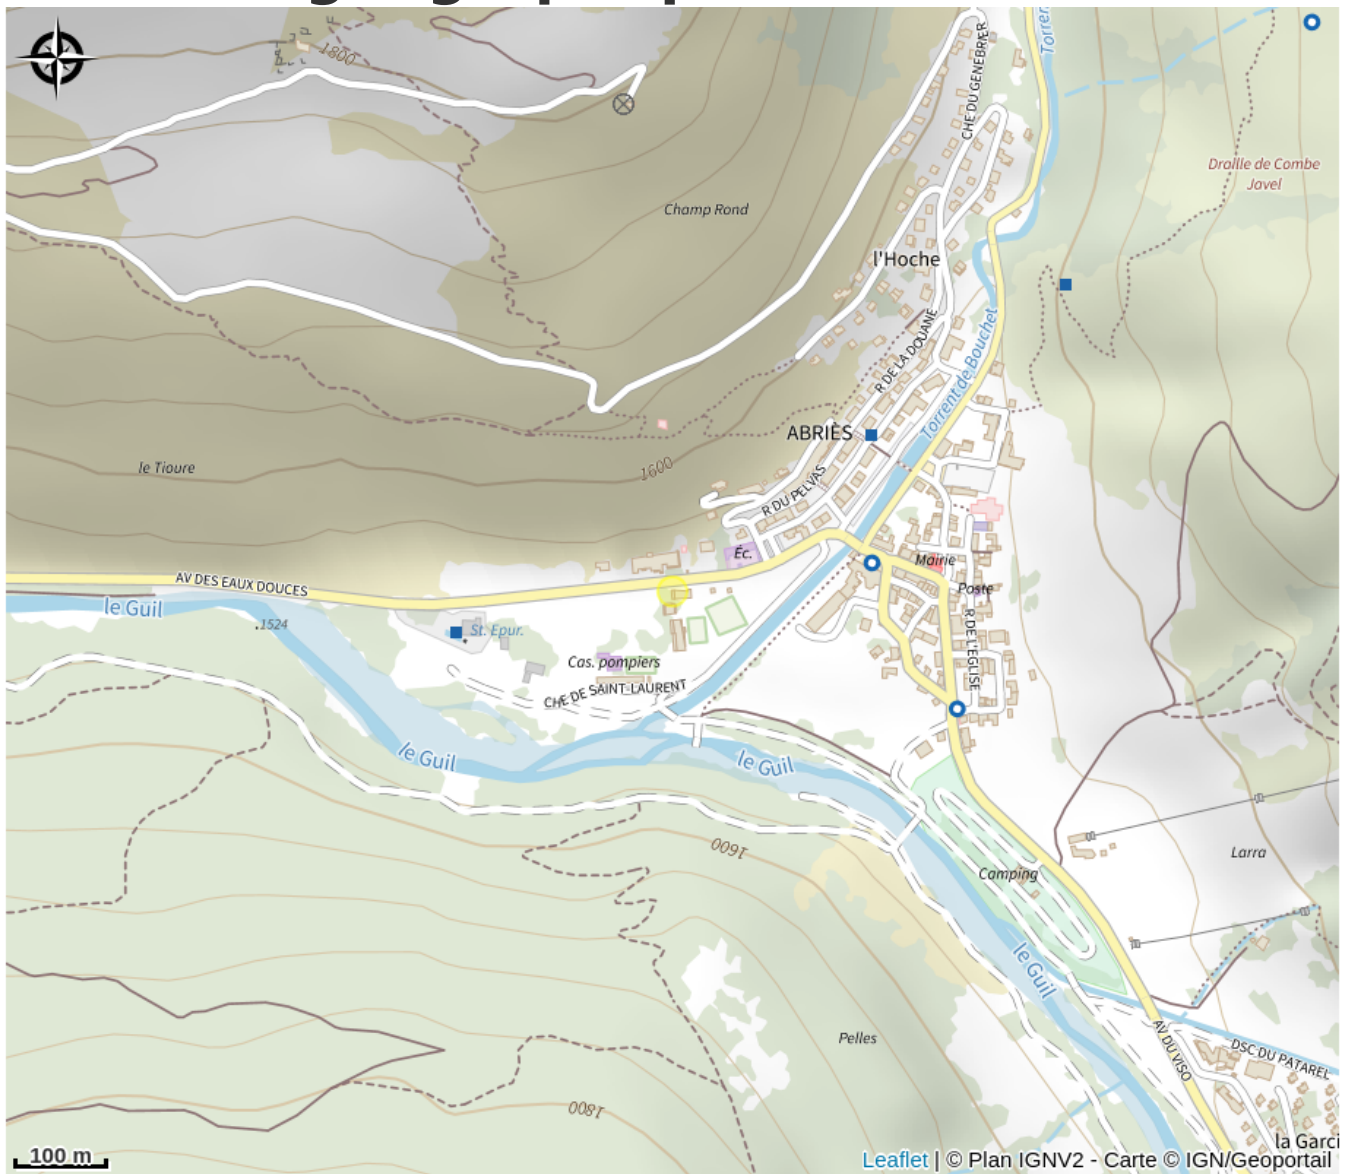 Torrent
1800
CHE DU GENEBRIER
Draille de Combe
Javel
Champ Rond
l'Hoche
R DE LA DOUANE
Torrent de Bouchet
ABRIÈS
le Tioure
1600
R DU PELVAS
Éc.
Mairie
AV DES EAUX DOUCES
Poste
le Guil
.1524
St. Epur.
R DE L'EGLISE
Cas. pompiers
CHE DE SAINT-LAURENT
le Guil
le Guil
1600
Larra
Camping
le Guil
Pelles
AV DU VISO
DSC DU PATAREL
1800
la Garci
100 m
Leaflet | © Plan IGNV2 - Carte © IGN/Geoportail